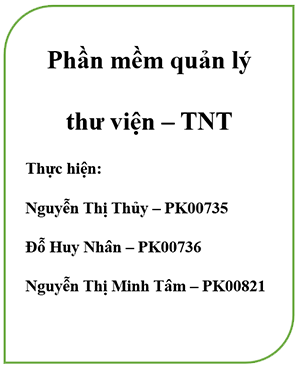 Phần mềm quản lý
thư viện – TNT
Thực hiện:
Nguyễn Thị Thủy – PK00735
Đỗ Huy Nhân – PK00736
Nguyễn Thị Minh Tâm – PK00821